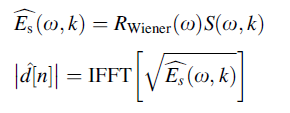 $\widehat{E_s}(\omega, k) = R_{\text{Wiener}}(\omega) S(\omega, k)$
$|\hat{d}[n]| = \text{IFFT}\left[\sqrt{\widehat{E_s}(\omega, k)}\right]$